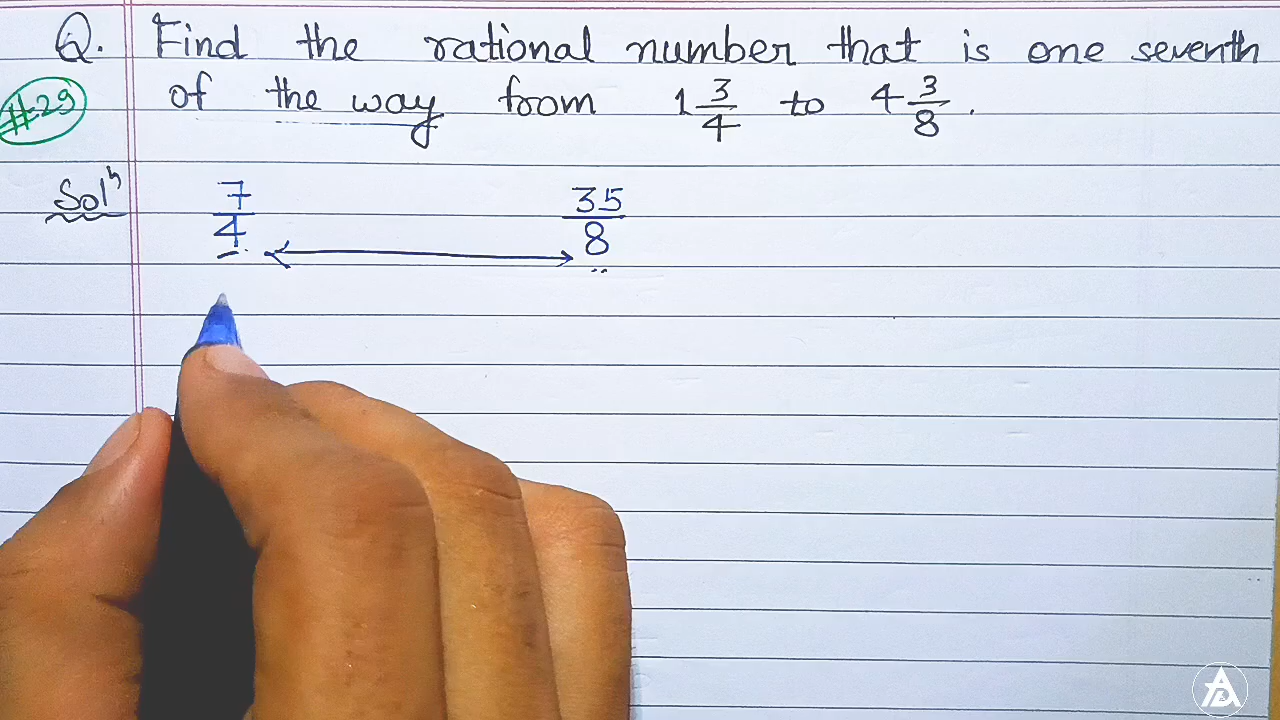 Q. Find the rational number that is one seventh
#29 of the way from 1 3/4 to 4 3/8.
Solⁿ 7/4 35/8